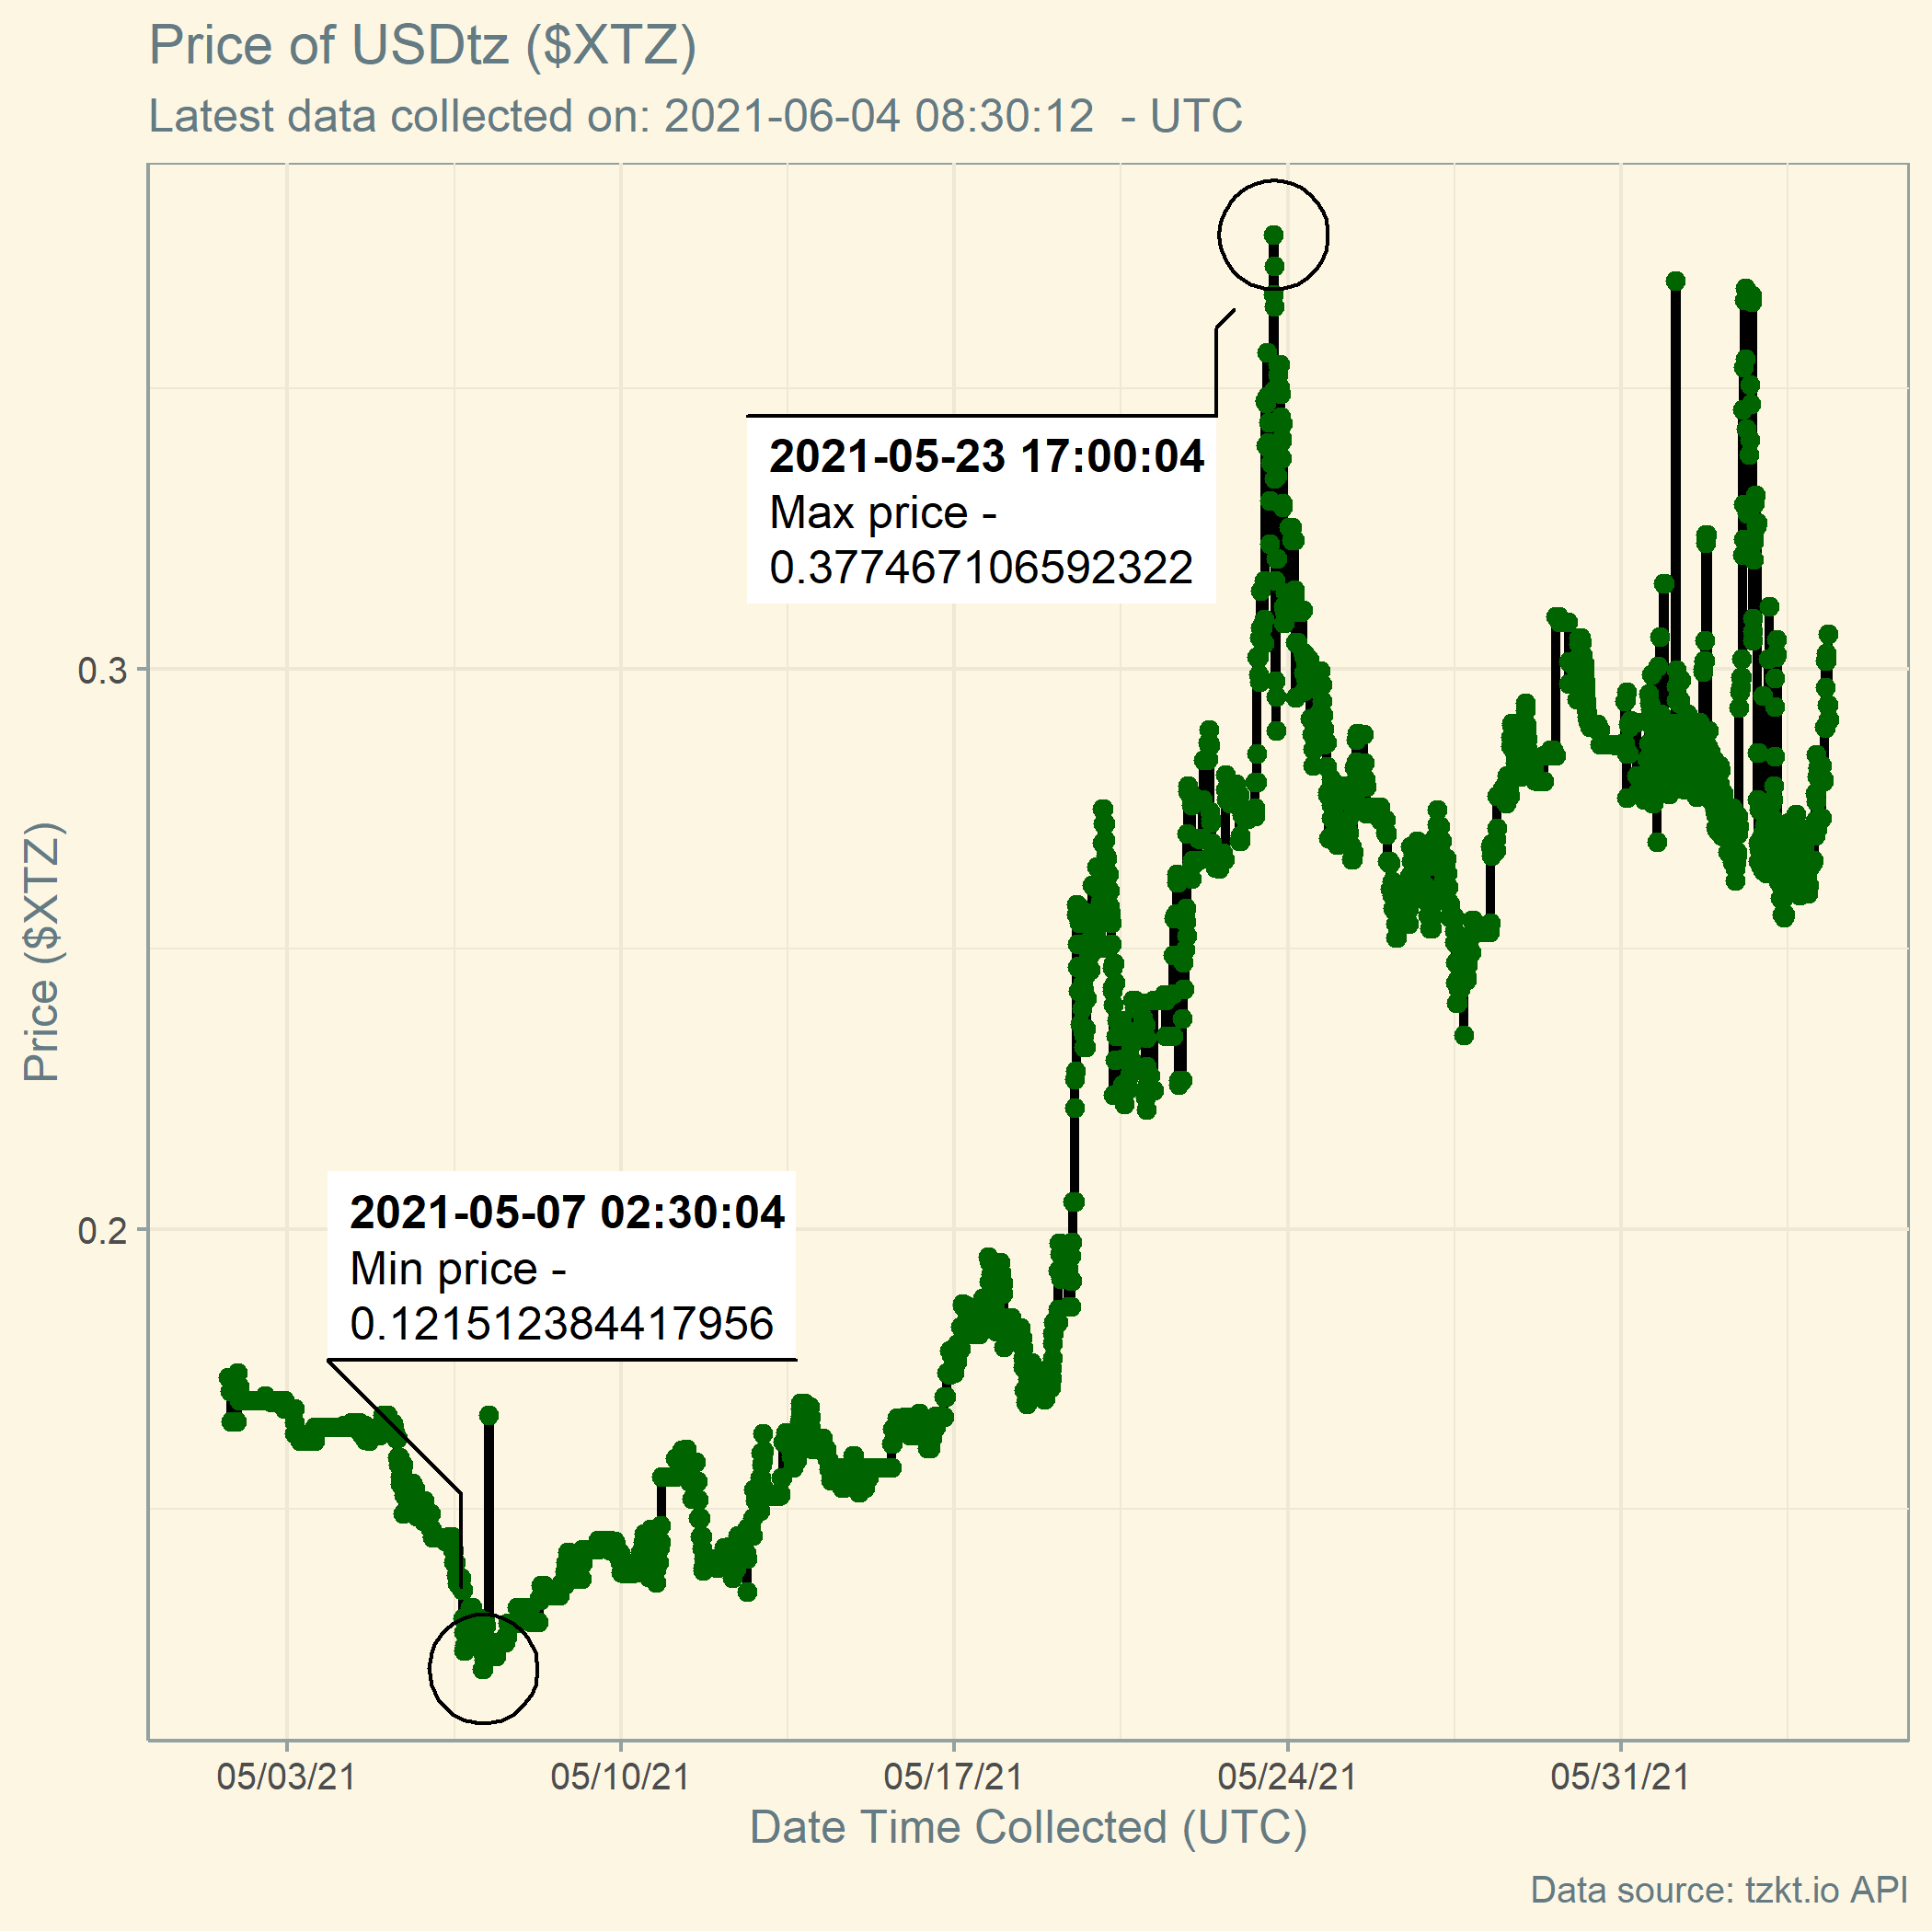 Price of USDtz ($XTZ)
Latest data collected on: 2021-06-04 08:30:12  - UTC
2021-05-23 17:00:04
Max price -
0.377467106592322
0.3
Price ($XTZ)
0.2
2021-05-07 02:30:04
Min price -
0.121512384417956
05/03/21
05/10/21
05/17/21
05/24/21
05/31/21
Date Time Collected (UTC)
Data source: tzkt.io API